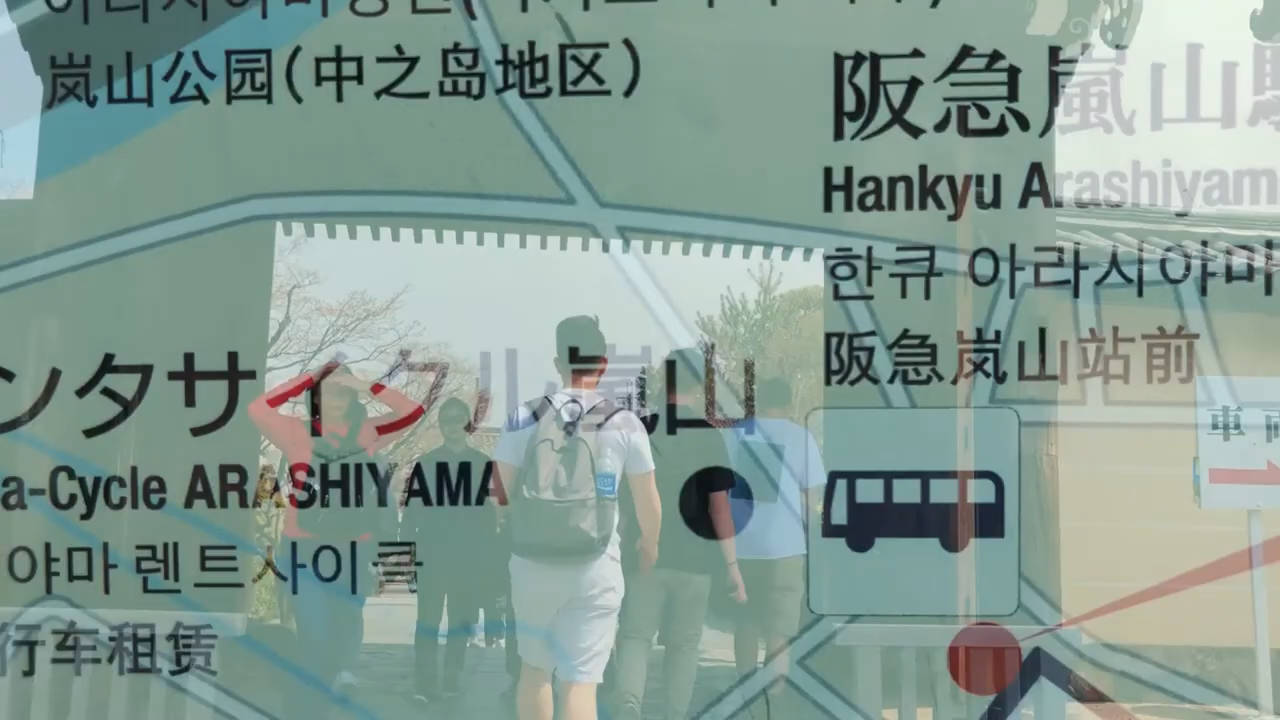 岚山公园(中之岛地区)
阪急嵐山駅
Hankyu Arashiyam
한큐 아라시야마
阪急岚山站前
ンタサイクル嵐山
a-Cycle ARASHIYAMA
야마 렌트 사이클
行车租赁
車両